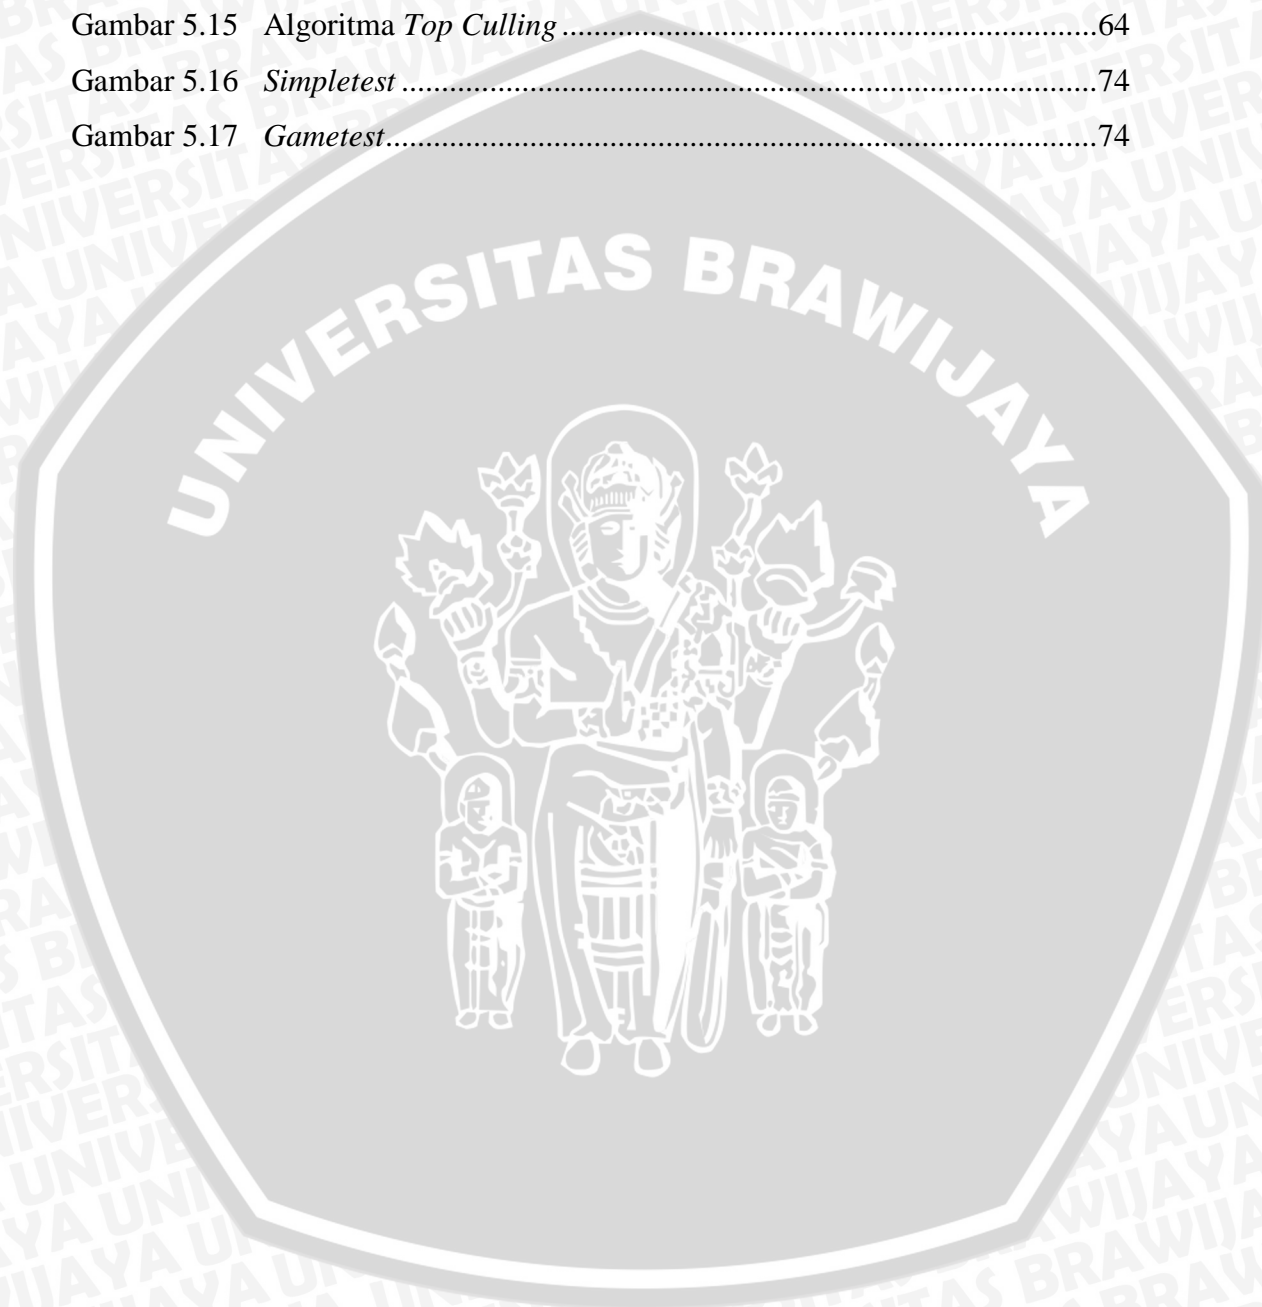 Gambar 5.15 Algoritma Top Culling ........................................................................................64
Gambar 5.16 Simpletest ..................................................................................................................74
Gambar 5.17 Gametest.....................................................................................................................74
UNIVERSITAS BRAWIJAYA